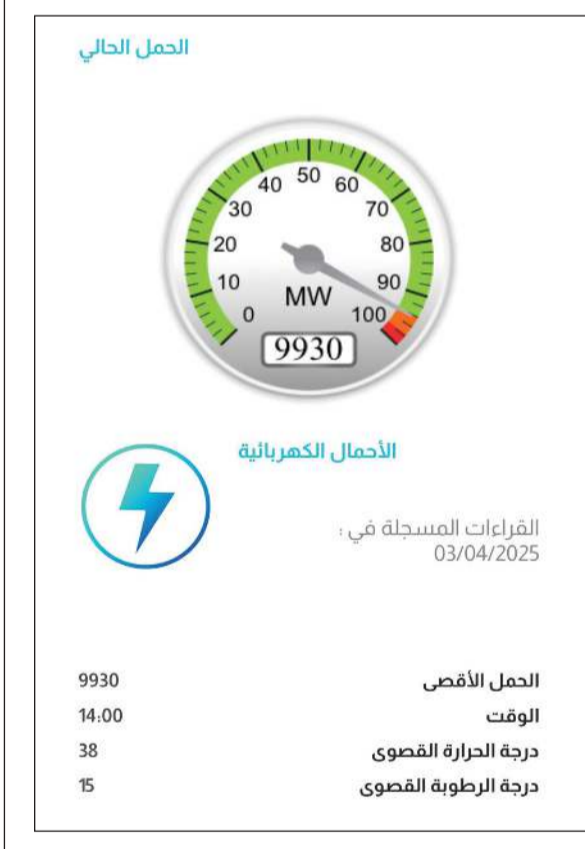 الحمل الحالي
0
10
20
30
40
50
60
70
80
90
100
MW
9930
الأحمال الكهربائية
القراءات المسجلة في :
03/04/2025
الحمل الأقصى 9930
الوقت 14:00
درجة الحرارة القصوى 38
درجة الرطوبة القصوى 15